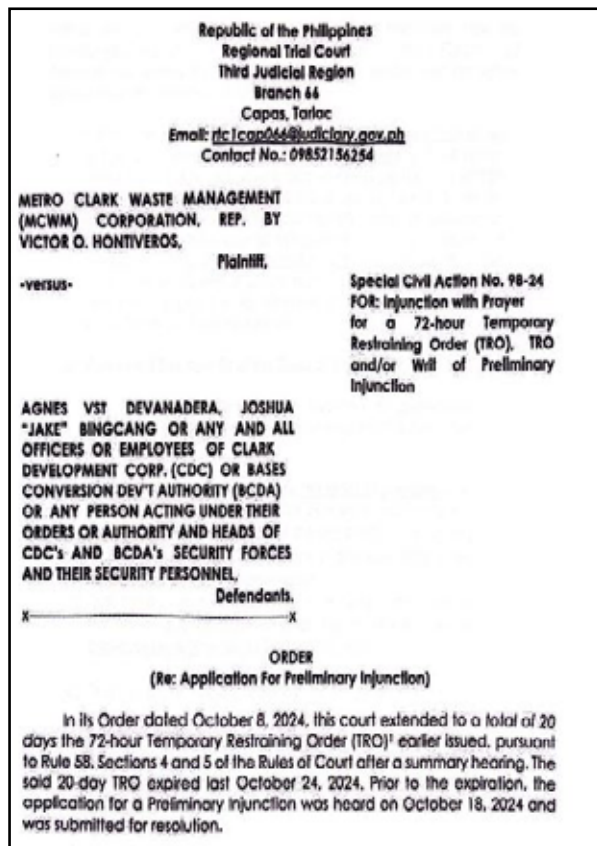 Republic of the Philippines
Regional Trial Court
Third Judicial Region
Branch 66
Capas, Tarlac
Email: rtc1cap066@judiciary.gov.ph
Contact No.: 09852156254
METRO CLARK WASTE MANAGEMENT
(MCWM) CORPORATION, REP. BY
VICTOR O. HONTIVEROS,
Plaintiff,
-versus-
Special Civil Action No. 98-24
FOR: Injunction with Prayer
for a 72-hour Temporary
Restraining Order (TRO), TRO
and/or Writ of Preliminary
Injunction
AGNES VST DEVANADERA, JOSHUA
"JAKE" BINGCANG OR ANY AND ALL
OFFICERS OR EMPLOYEES OF CLARK
DEVELOPMENT CORP. (CDC) OR BASES
CONVERSION DEV'T AUTHORITY (BCDA)
OR ANY PERSON ACTING UNDER THEIR
ORDERS OR AUTHORITY AND HEADS OF
CDC's AND BCDA's SECURITY FORCES
AND THEIR SECURITY PERSONNEL,
Defendants.
x------------------------------------x
ORDER
(Re: Application For Preliminary Injunction)
In its Order dated October 8, 2024, this court extended to a total of 20
days the 72-hour Temporary Restraining Order (TRO)¹ earlier issued, pursuant
to Rule 58, Sections 4 and 5 of the Rules of Court after a summary hearing. The
said 20-day TRO expired last October 24, 2024. Prior to the expiration, the
application for a Preliminary Injunction was heard on October 18, 2024 and
was submitted for resolution.